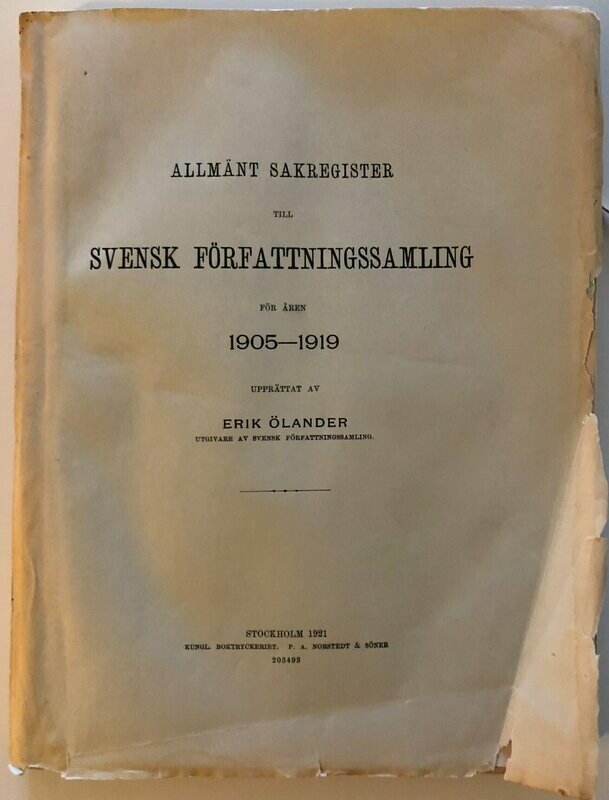 ALLMÄNT SAKREGISTER
TILL
SVENSK FÖRFATTNINGSSAMLING
FÖR ÅREN
1905—1919
UPPRÄTTAT AV
ERIK ÖLANDER
UTGIVARE AV SVENSK FÖRFATTNINGSSAMLING.
STOCKHOLM 1921
KUNGL. BOKTRYCKERIET. P. A. NORSTEDT & SÖNER
203493